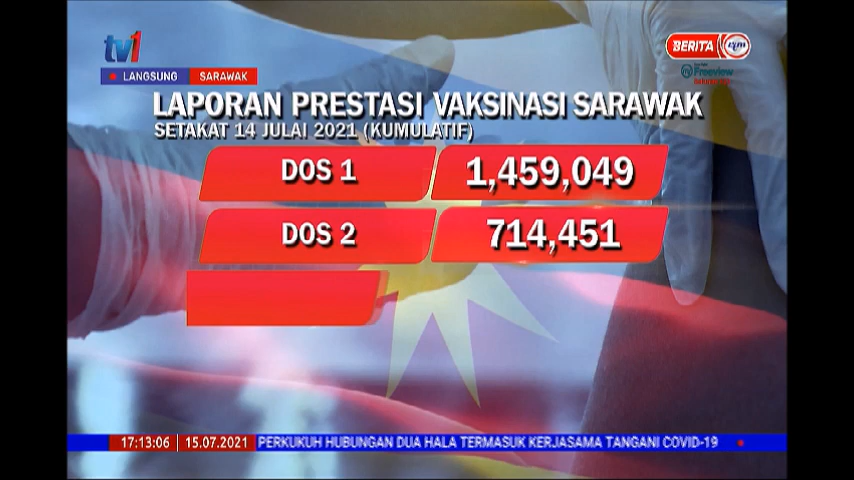 tv1
BERITA rtm
Freeview
LANGSUNG SARAWAK
LAPORAN PRESTASI VAKSINASI SARAWAK
SETAKAT 14 JULAI 2021 (KUMULATIF)
DOS 1 1,459,049
DOS 2 714,451
17:13:06 15.07.2021 PERKUKUH HUBUNGAN DUA HALA TERMASUK KERJASAMA TANGANI COVID-19